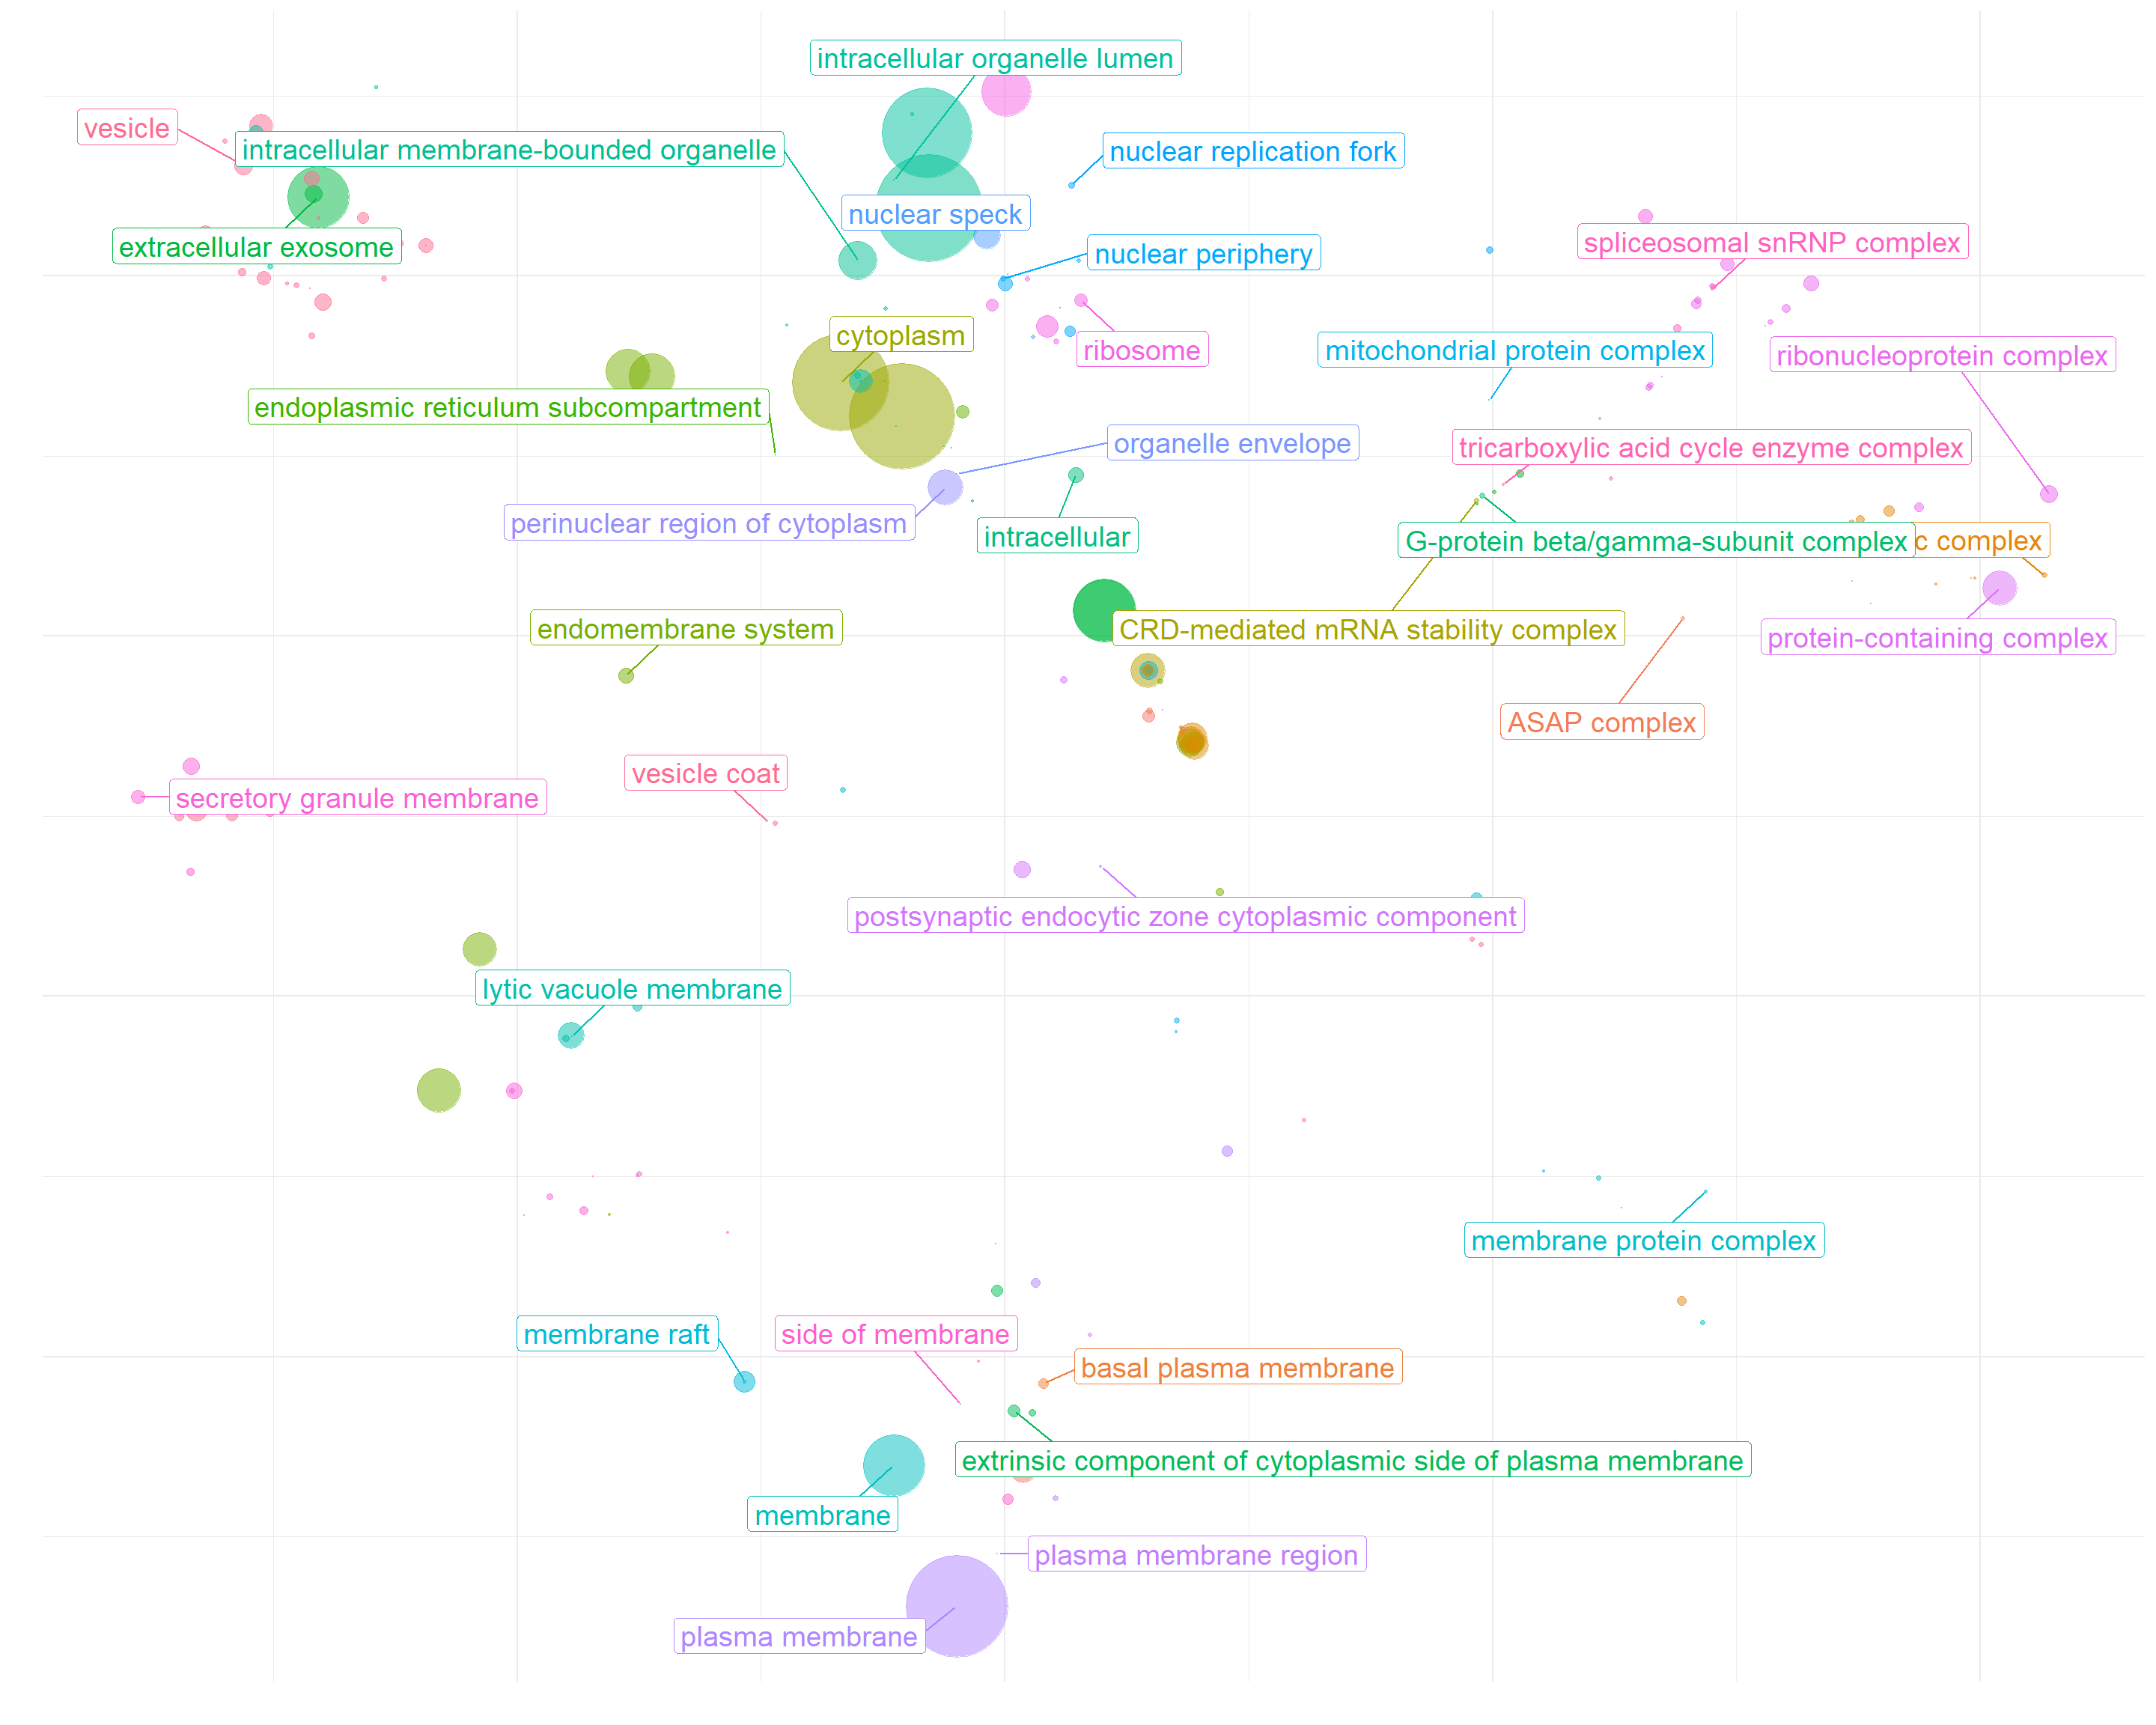 intracellular organelle lumen
vesicle
intracellular membrane-bounded organelle
nuclear replication fork
nuclear speck
extracellular exosome
spliceosomal snRNP complex
nuclear periphery
cytoplasm
ribosome
mitochondrial protein complex
ribonucleoprotein complex
endoplasmic reticulum subcompartment
organelle envelope
tricarboxylic acid cycle enzyme complex
perinuclear region of cytoplasm
intracellular
G-protein beta/gamma-subunit complex
c complex
endomembrane system
CRD-mediated mRNA stability complex
protein-containing complex
ASAP complex
vesicle coat
secretory granule membrane
postsynaptic endocytic zone cytoplasmic component
lytic vacuole membrane
membrane protein complex
membrane raft
side of membrane
basal plasma membrane
extrinsic component of cytoplasmic side of plasma membrane
membrane
plasma membrane region
plasma membrane